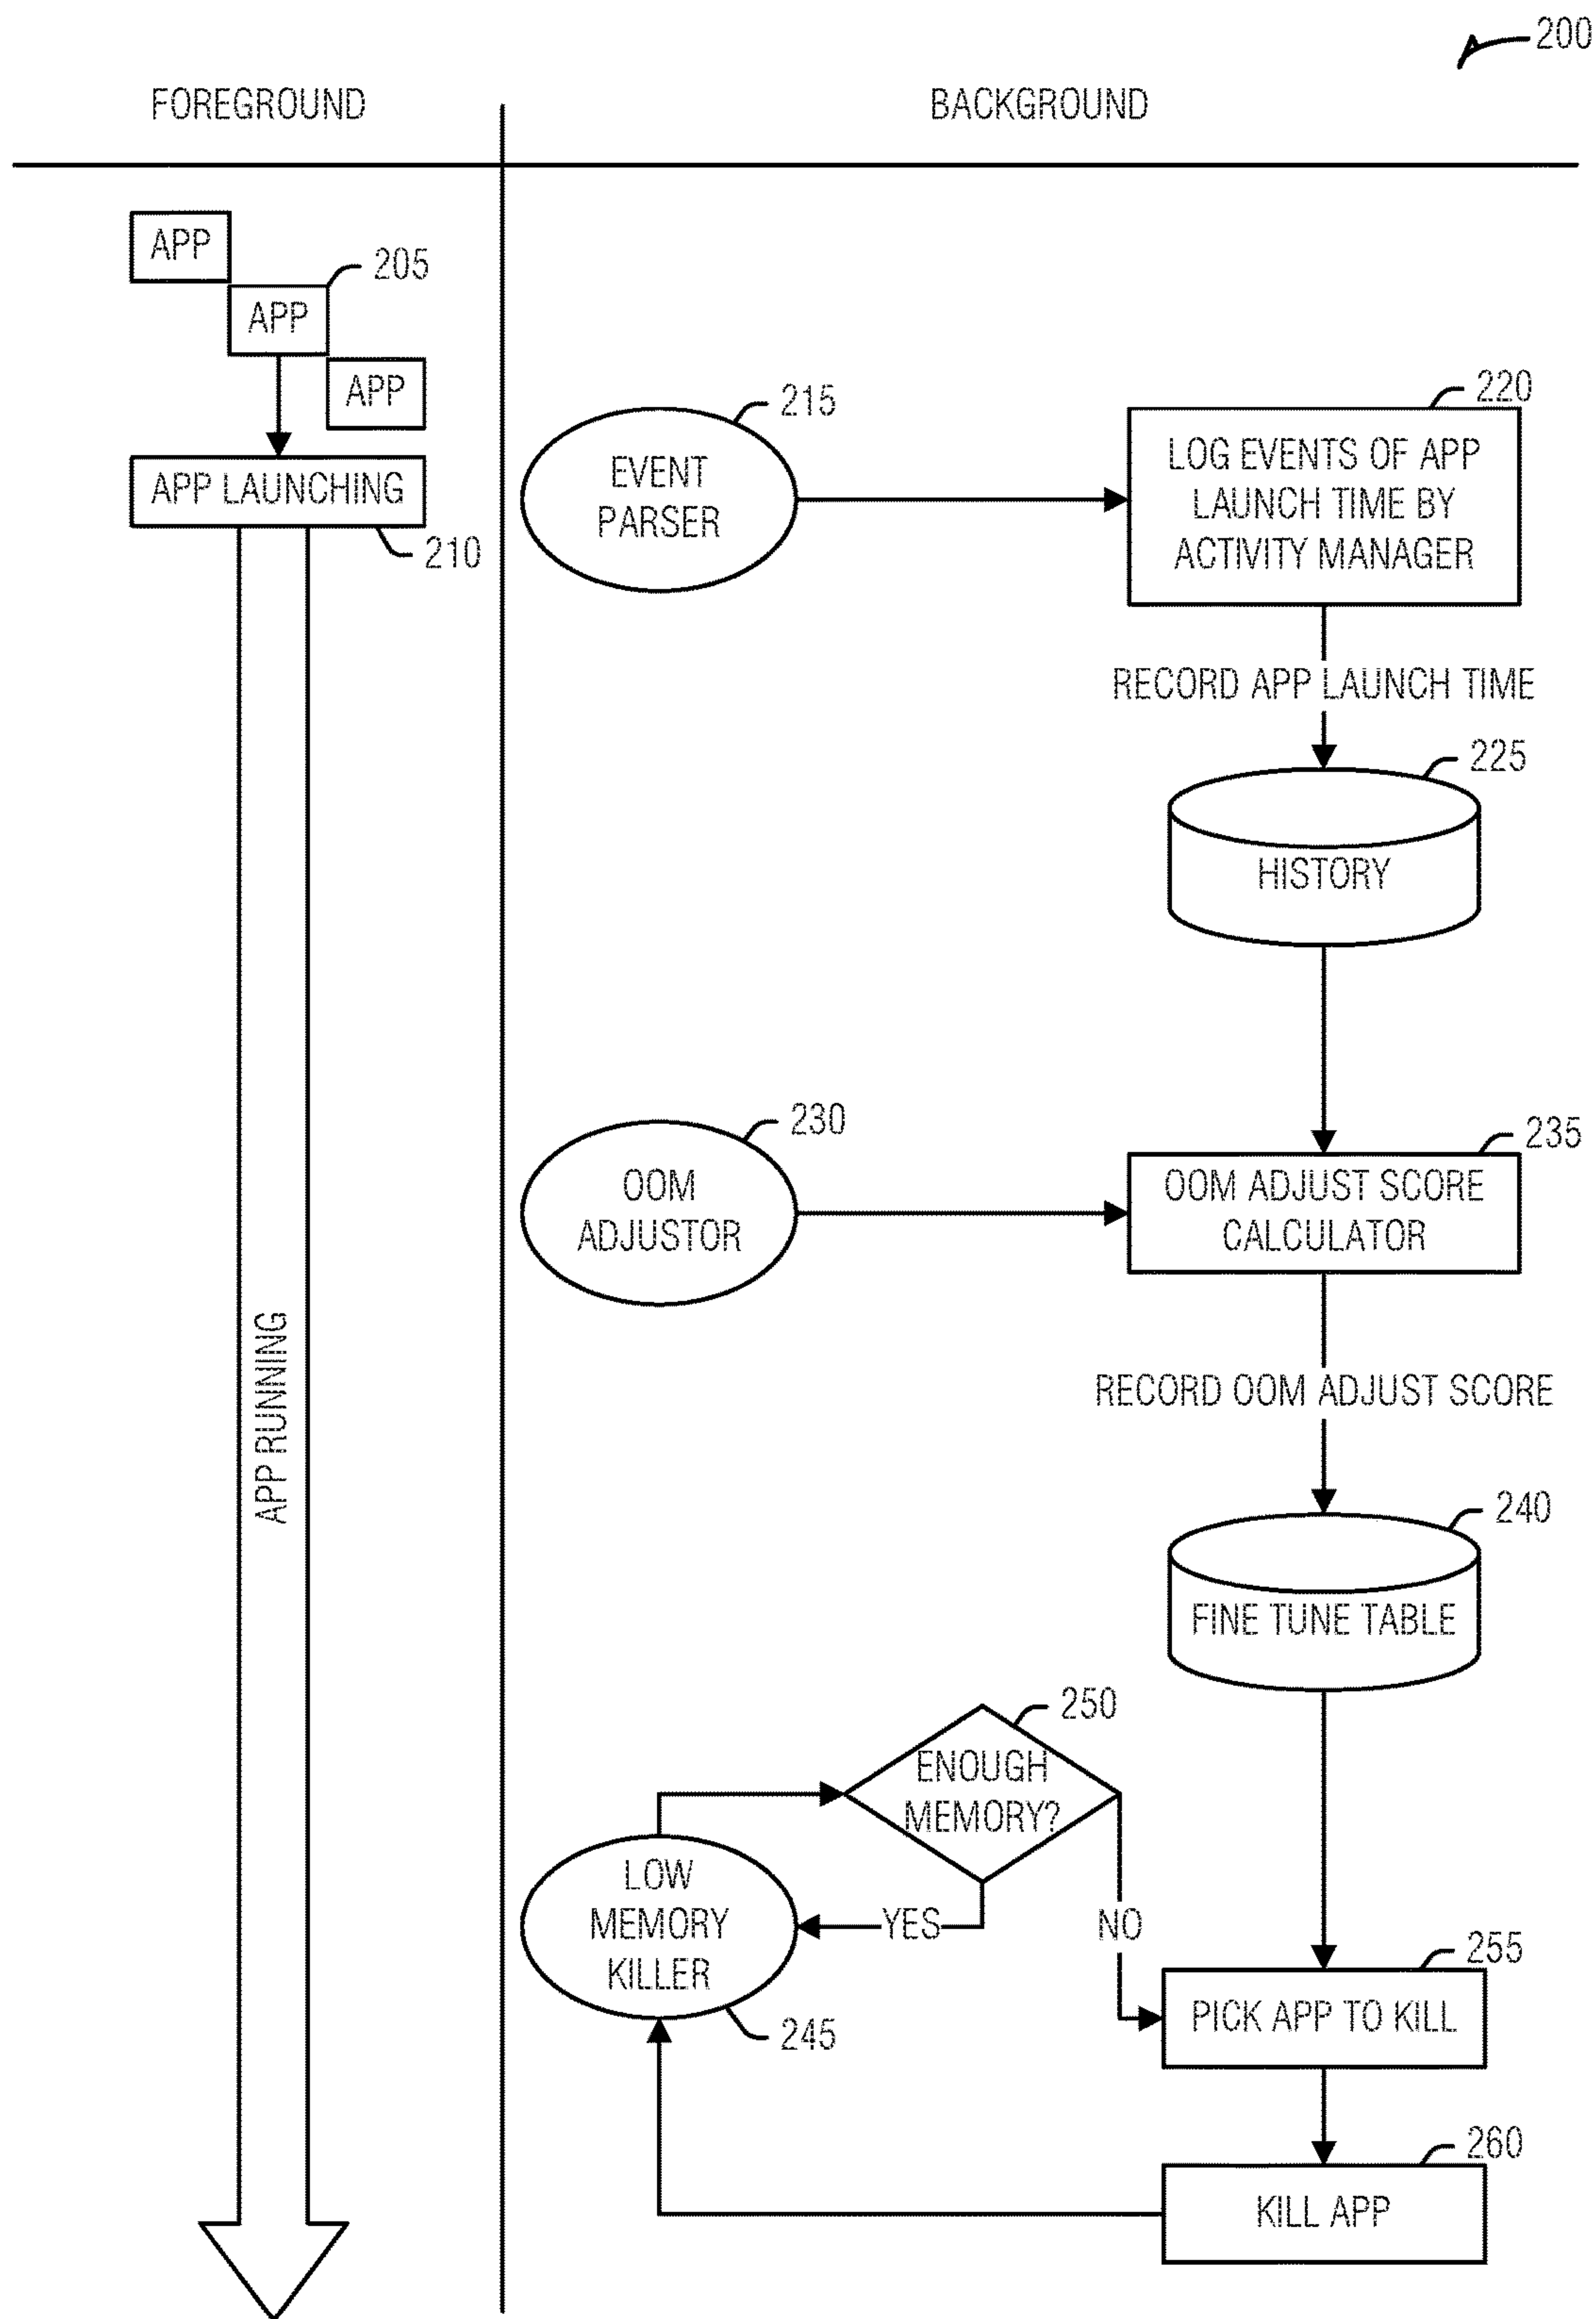 200
FOREGROUND
BACKGROUND
APP
205
APP
APP
APP LAUNCHING
210
215
EVENT
PARSER
220
LOG EVENTS OF APP
LAUNCH TIME BY
ACTIVITY MANAGER
RECORD APP LAUNCH TIME
225
HISTORY
230
OOM
ADJUSTOR
235
OOM ADJUST SCORE
CALCULATOR
APP RUNNING
RECORD OOM ADJUST SCORE
240
FINE TUNE TABLE
250
ENOUGH
MEMORY?
LOW
MEMORY
KILLER
245
YES
NO
255
PICK APP TO KILL
260
KILL APP